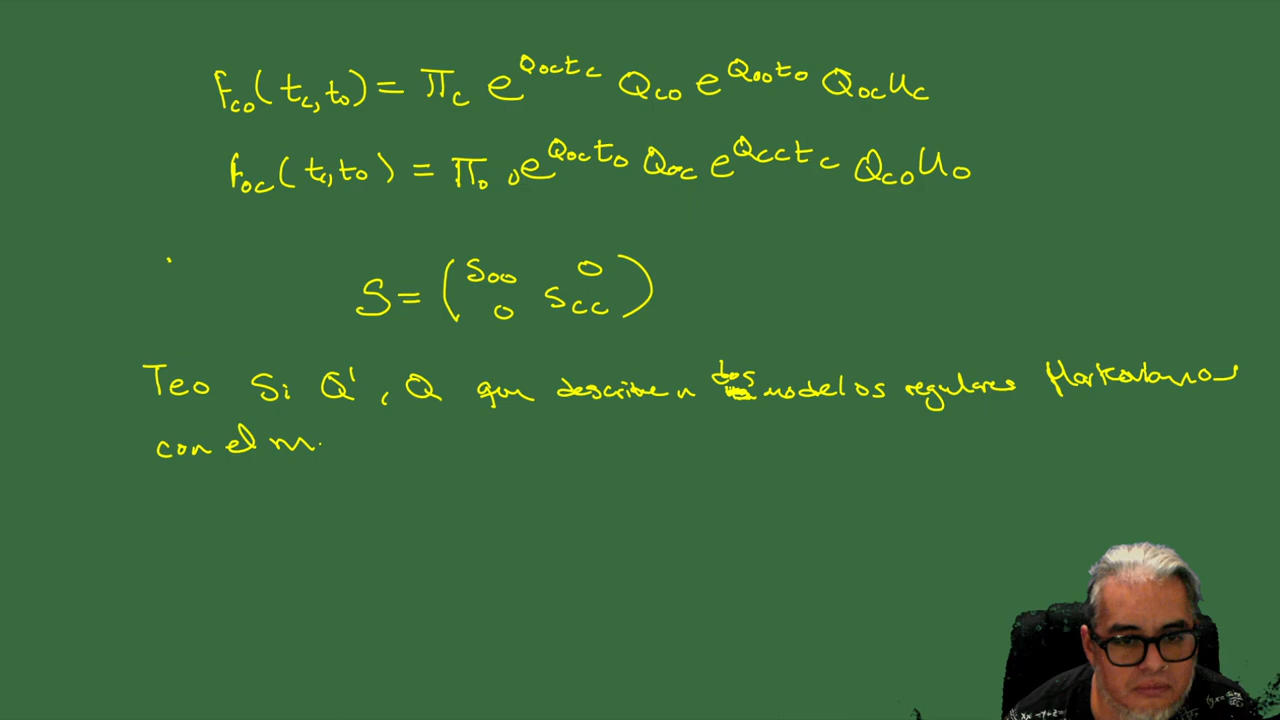 f_co(t_c, t_o) = π_c e^{Q_oc t_c} Q_co e^{Q_oo t_o} Q_oc u_c
f_oc(t_c, t_o) = π_o e^{Q_oc t_o} Q_oc e^{Q_cc t_c} Q_co u_o
S = (S_oo 0
0 S_cc)
Teo Si Q', Q que describen dos modelos regulares Markovianos
con el m